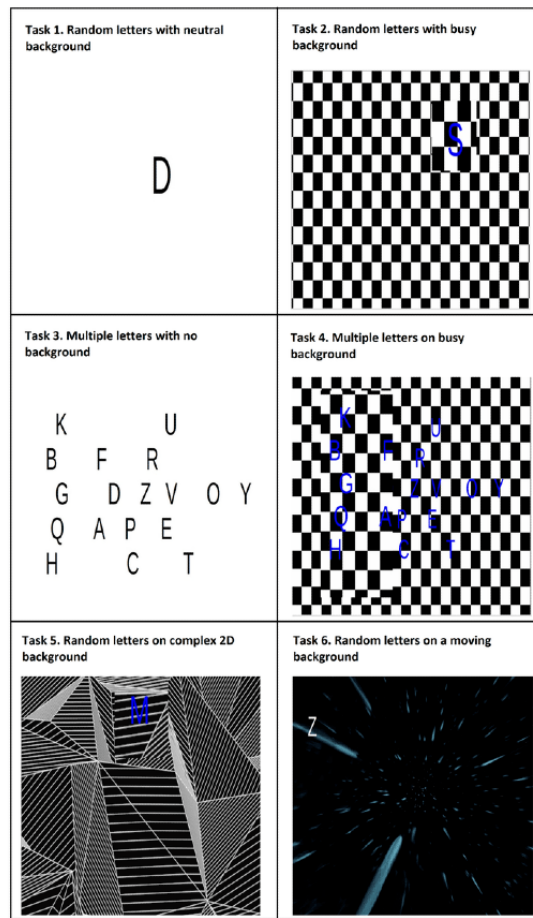 Task 1. Random letters with neutral
background
D
Task 2. Random letters with busy
background
S
Task 3. Multiple letters with no
background
K U
B F R
G D Z V O Y
Q A P E
H C T
Task 4. Multiple letters on busy
background
K U
B F R
G Z V O Y
Q A P E
H C T
Task 5. Random letters on complex 2D
background
M
Task 6. Random letters on a moving
background
Z